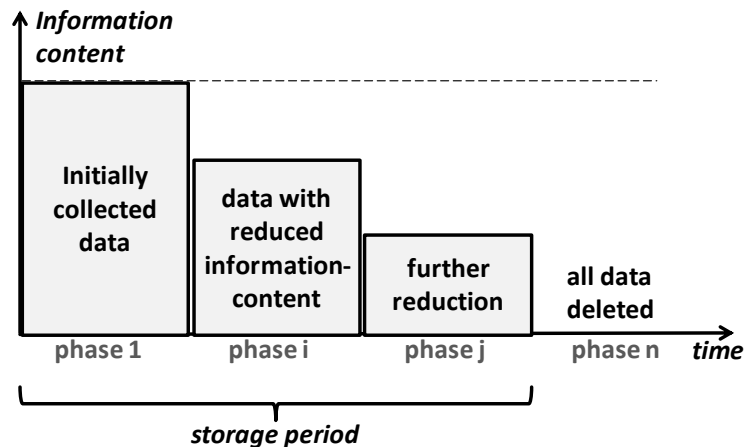 Information
content
Initially
collected
data
data with
reduced
information-
content
further
reduction
all data
deleted
phase 1
phase i
phase j
phase n
time
storage period